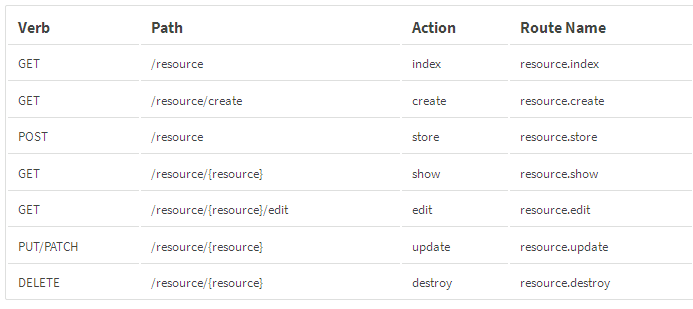 Verb Path Action Route Name
GET /resource index resource.index
GET /resource/create create resource.create
POST /resource store resource.store
GET /resource/{resource} show resource.show
GET /resource/{resource}/edit edit resource.edit
PUT/PATCH /resource/{resource} update resource.update
DELETE /resource/{resource} destroy resource.destroy